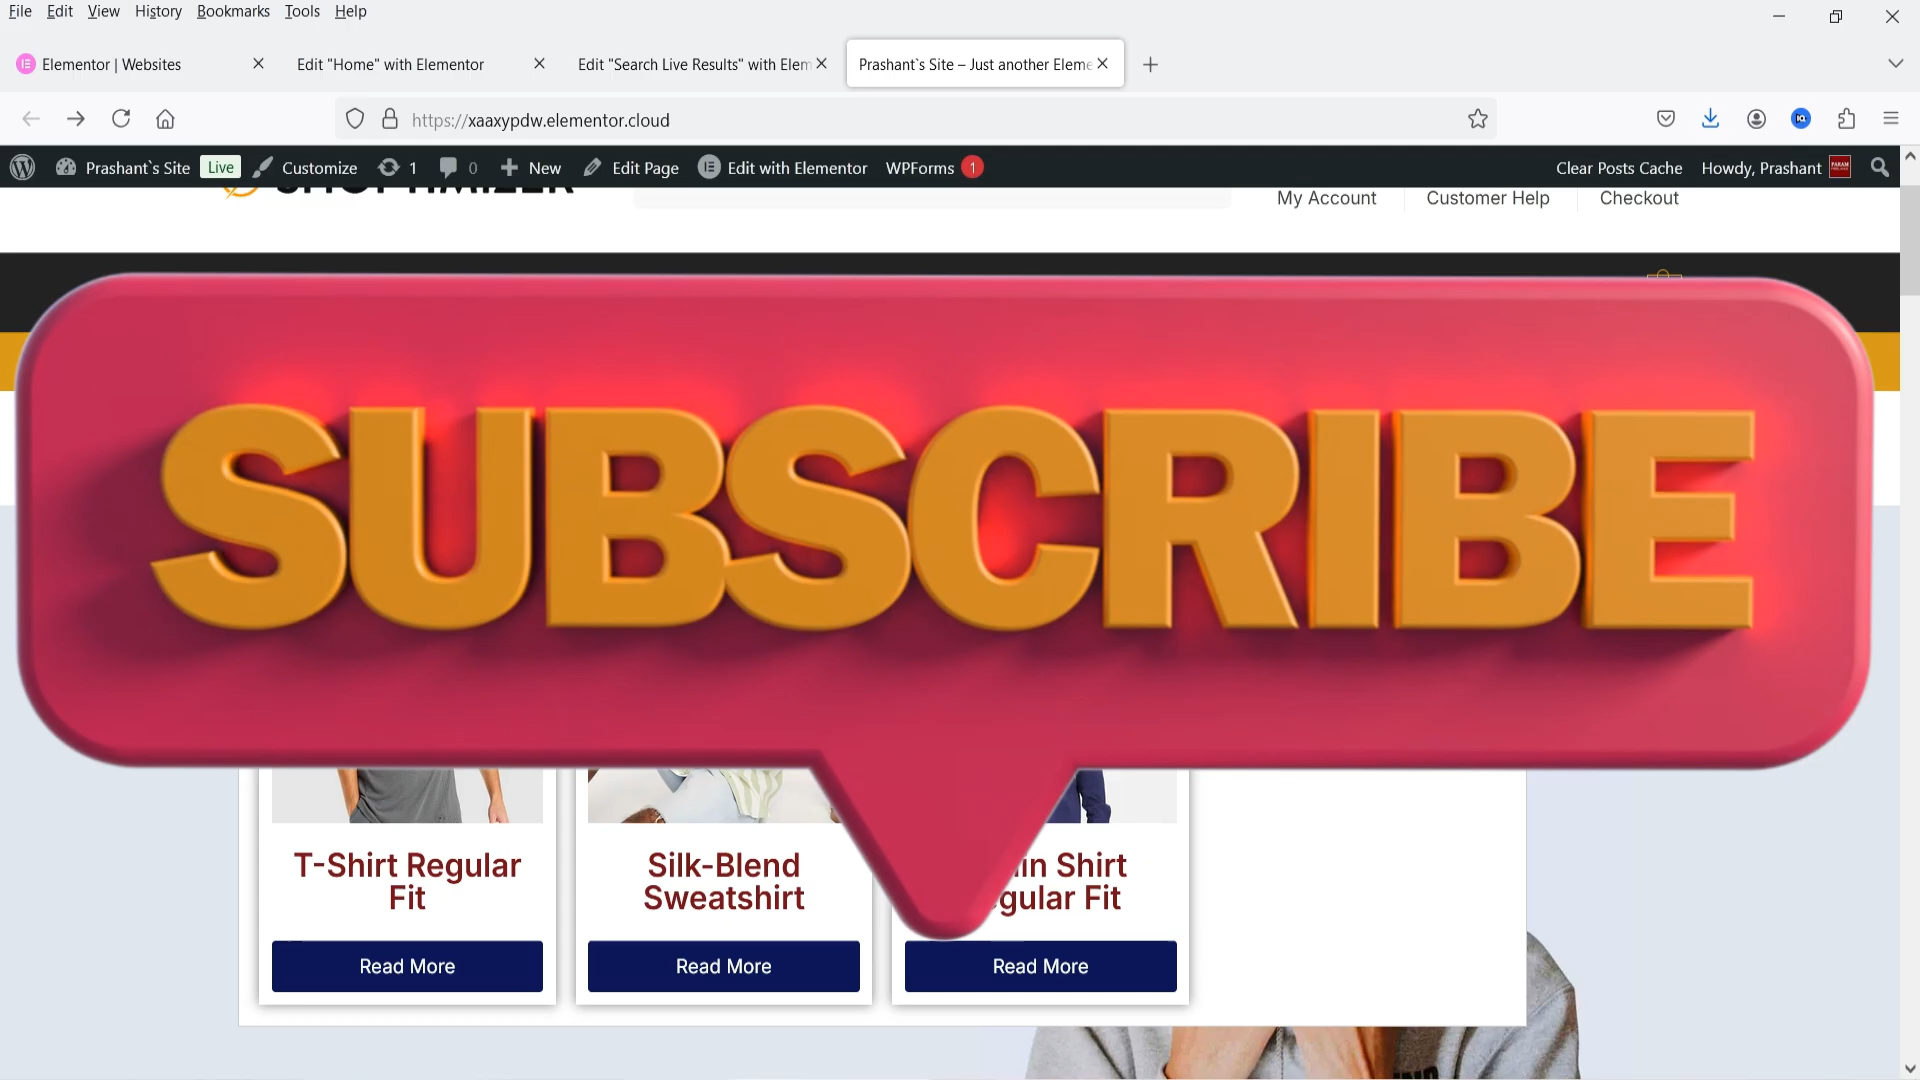 File Edit View History Bookmarks Tools Help
Elementor | Websites
Edit "Home" with Elementor
Edit "Search Live Results" with Elem
Prashant`s Site – Just another Eleme
https://xaaxypdw.elementor.cloud
Prashant`s Site Live Customize 1 0 New Edit Page Edit with Elementor WPForms 1 Clear Posts Cache Howdy, Prashant
SHOPTIMIZER
My Account Customer Help Checkout
SUBSCRIBE
T-Shirt Regular
Fit
Silk-Blend
Sweatshirt
Shirt
Fit
Read More
Read More
Read More